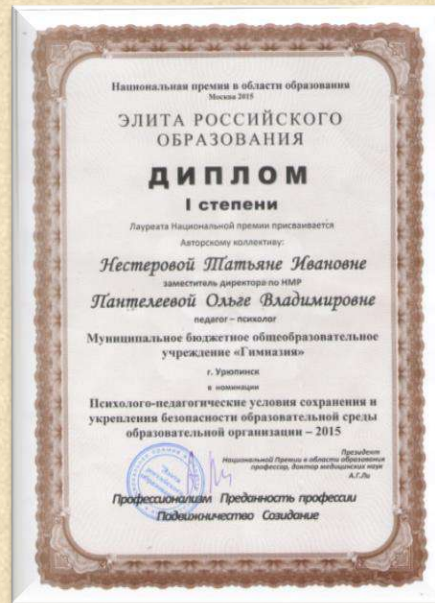 Национальная премия в области образования
Москва 2015
ЭЛИТА РОССИЙСКОГО
ОБРАЗОВАНИЯ
ДИПЛОМ
I степени
Лауреата Национальной премии присваивается
Авторскому коллективу:
Нестеровой Татьяне Ивановне
заместитель директора по НМР
Пантелеевой Ольге Владимировне
педагог – психолог
Муниципальное бюджетное общеобразовательное
учреждение «Гимназия»
г. Урюпинск
в номинации
Психолого-педагогические условия сохранения и
укрепления безопасности образовательной среды
образовательной организации – 2015
Президент
Национальной Премии в области образования
профессор, доктор медицинских наук
А.Г.Ли
Элита
российского
образования
Профессионализм Преданность профессии
Подвижничество Созидание